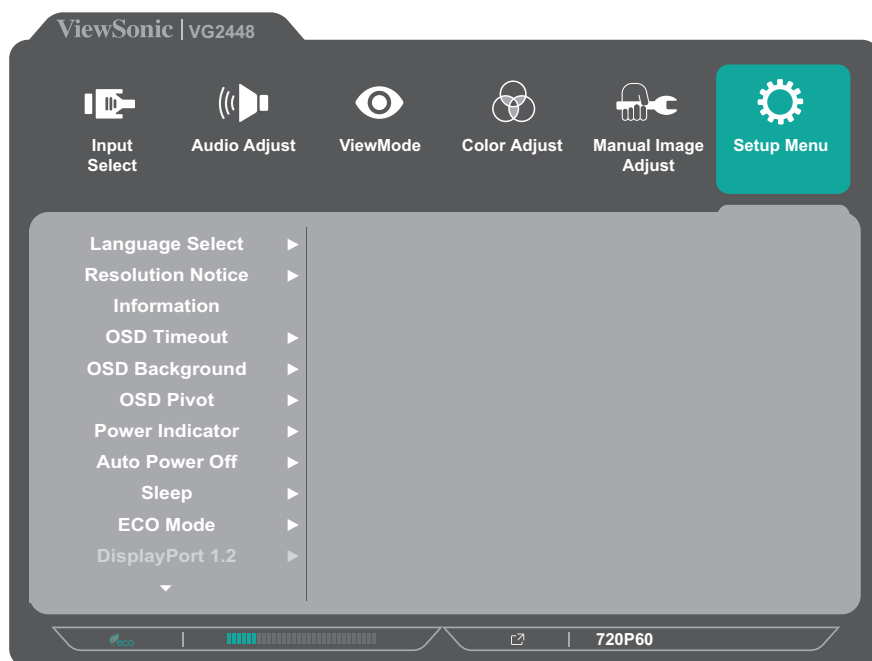 ViewSonic | VG2448
Input
Select
Audio Adjust
ViewMode
Color Adjust
Manual Image
Adjust
Setup Menu
Language Select
Resolution Notice
Information
OSD Timeout
OSD Background
OSD Pivot
Power Indicator
Auto Power Off
Sleep
ECO Mode
DisplayPort 1.2
eco
720P60